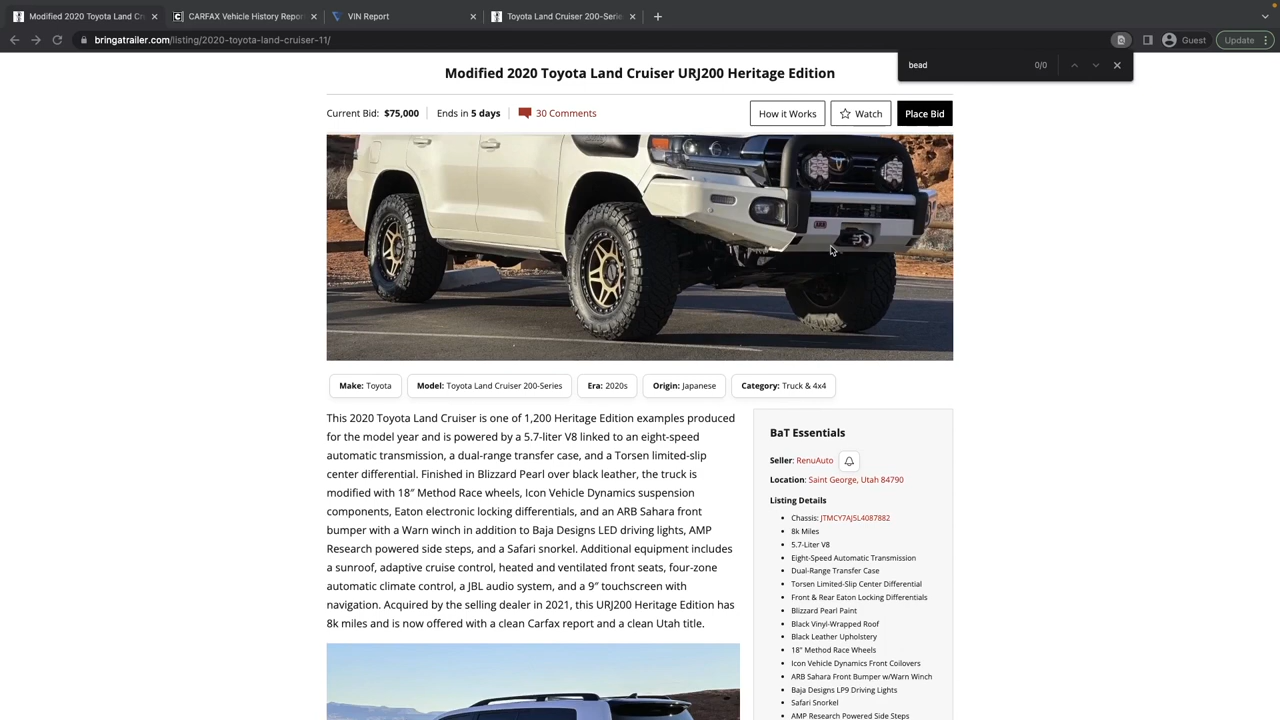 Modified 2020 Toyota Land Cr
CARFAX Vehicle History Repor
VIN Report
Toyota Land Cruiser 200-Serie
bringatrailer.com/listing/2020-toyota-land-cruiser-11/
Guest
Update
bead 0/0
Modified 2020 Toyota Land Cruiser URJ200 Heritage Edition
Current Bid: $75,000 Ends in 5 days 30 Comments
How it Works Watch Place Bid
ARB
Make: Toyota Model: Toyota Land Cruiser 200-Series Era: 2020s Origin: Japanese Category: Truck & 4x4
This 2020 Toyota Land Cruiser is one of 1,200 Heritage Edition examples produced
for the model year and is powered by a 5.7-liter V8 linked to an eight-speed
automatic transmission, a dual-range transfer case, and a Torsen limited-slip
center differential. Finished in Blizzard Pearl over black leather, the truck is
modified with 18″ Method Race wheels, Icon Vehicle Dynamics suspension
components, Eaton electronic locking differentials, and an ARB Sahara front
bumper with a Warn winch in addition to Baja Designs LED driving lights, AMP
Research powered side steps, and a Safari snorkel. Additional equipment includes
a sunroof, adaptive cruise control, heated and ventilated front seats, four-zone
automatic climate control, a JBL audio system, and a 9″ touchscreen with
navigation. Acquired by the selling dealer in 2021, this URJ200 Heritage Edition has
8k miles and is now offered with a clean Carfax report and a clean Utah title.
BaT Essentials
Seller: RenuAuto
Location: Saint George, Utah 84790
Listing Details
Chassis: JTMCY7AJ5L4087882
8k Miles
5.7-Liter V8
Eight-Speed Automatic Transmission
Dual-Range Transfer Case
Torsen Limited-Slip Center Differential
Front & Rear Eaton Locking Differentials
Blizzard Pearl Paint
Black Vinyl-Wrapped Roof
Black Leather Upholstery
18" Method Race Wheels
Icon Vehicle Dynamics Front Coilovers
ARB Sahara Front Bumper w/Warn Winch
Baja Designs LP9 Driving Lights
Safari Snorkel
AMP Research Powered Side Steps